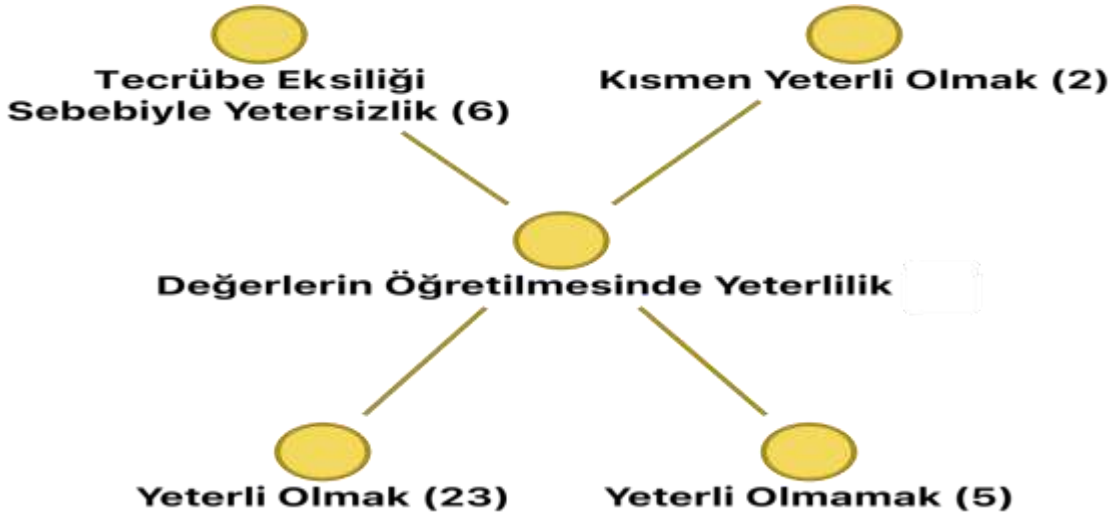 Tecrübe Eksiliği
Sebebiyle Yetersizlik (6)
Kısmen Yeterli Olmak (2)
Değerlerin Öğretilmesinde Yeterlilik
Yeterli Olmak (23)
Yeterli Olmamak (5)